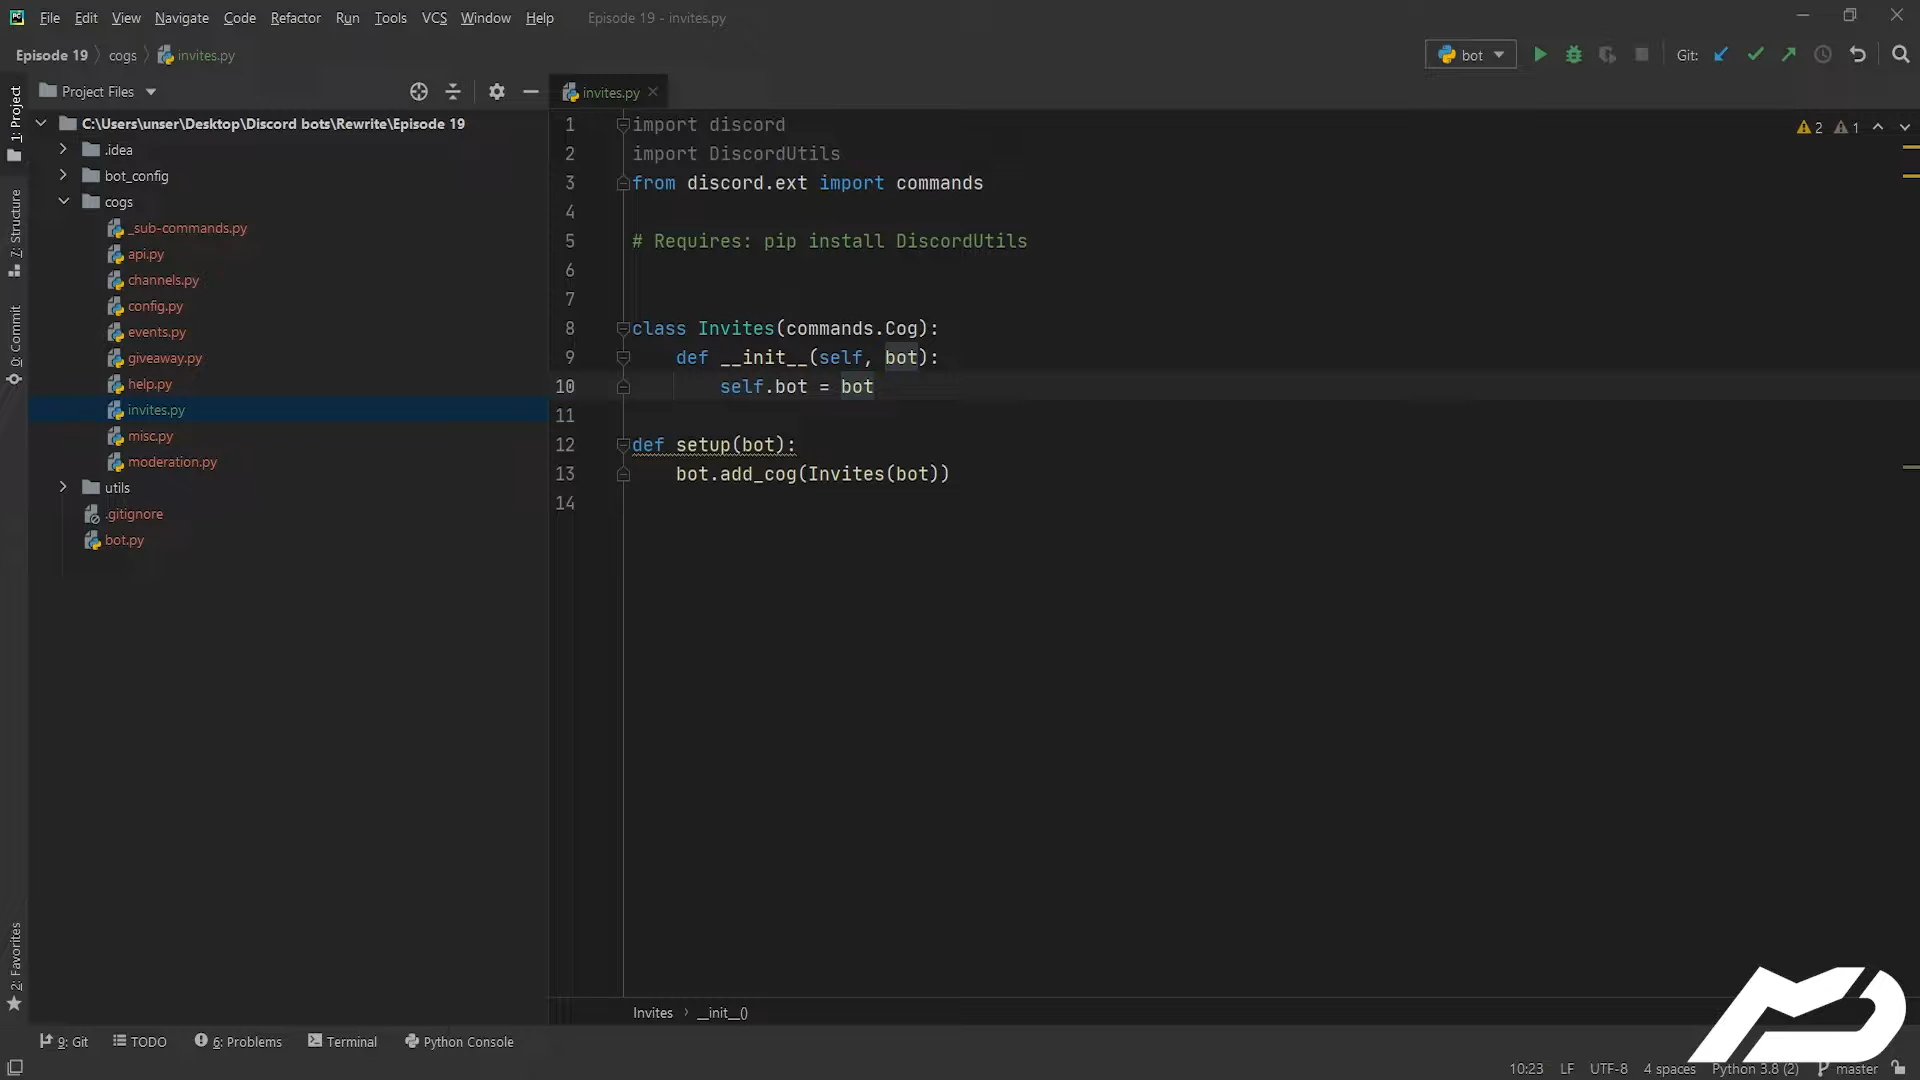 File Edit View Navigate Code Refactor Run Tools VCS Window Help Episode 19 - invites.py
Episode 19 cogs invites.py bot Git:
Project Files invites.py
1: Project
7: Structure
0: Commit
2: Favorites
C:\Users\unser\Desktop\Discord bots\Rewrite\Episode 19
.idea
bot_config
cogs
_sub-commands.py
api.py
channels.py
config.py
events.py
giveaway.py
help.py
invites.py
misc.py
moderation.py
utils
.gitignore
bot.py
2 1
1 import discord
2 import DiscordUtils
3 from discord.ext import commands
4
5 # Requires: pip install DiscordUtils
6
7
8 class Invites(commands.Cog):
9 def __init__(self, bot):
10 self.bot = bot
11
12 def setup(bot):
13 bot.add_cog(Invites(bot))
14
Invites › __init__()
9: Git TODO 6: Problems Terminal Python Console
10:23 LF UTF-8 4 spaces Python 3.8 (2) master